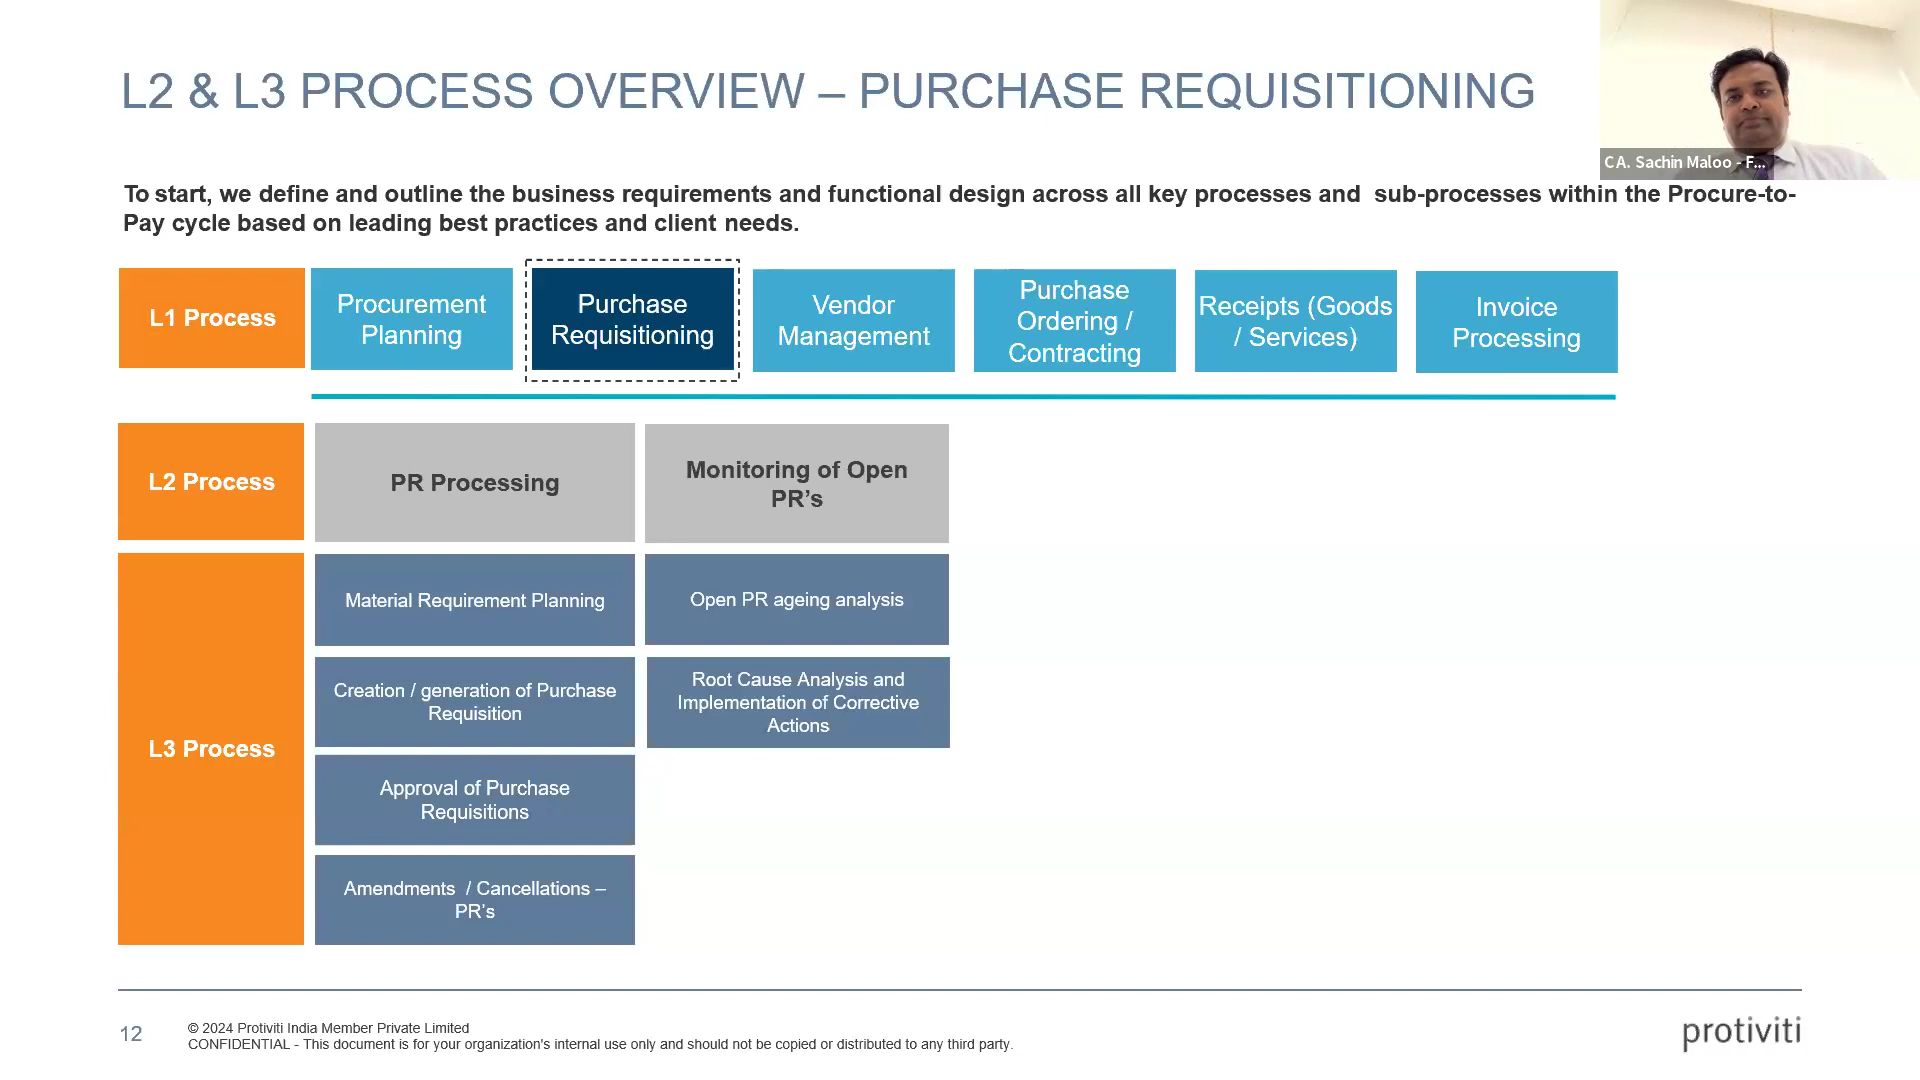 L2 & L3 PROCESS OVERVIEW – PURCHASE REQUISITIONING
CA. Sachin Maloo - F...
To start, we define and outline the business requirements and functional design across all key processes and  sub-processes within the Procure-to-
Pay cycle based on leading best practices and client needs.
L1 Process
Procurement
Planning
Purchase
Requisitioning
Vendor
Management
Purchase
Ordering /
Contracting
Receipts (Goods
/ Services)
Invoice
Processing
L2 Process
PR Processing
Monitoring of Open
PR’s
L3 Process
Material Requirement Planning
Open PR ageing analysis
Creation / generation of Purchase
Requisition
Root Cause Analysis and
Implementation of Corrective
Actions
Approval of Purchase
Requisitions
Amendments  / Cancellations –
PR’s
12
© 2024 Protiviti India Member Private Limited
CONFIDENTIAL - This document is for your organization's internal use only and should not be copied or distributed to any third party.
protiviti